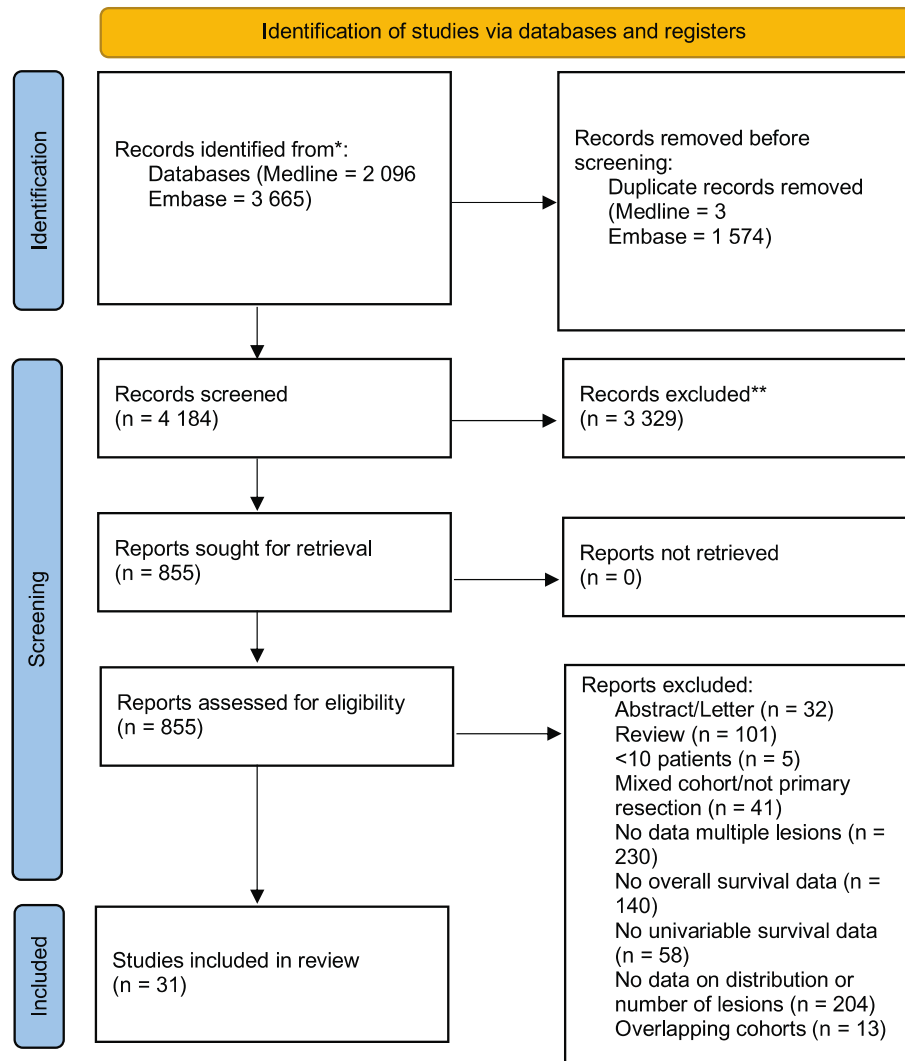 Identification of studies via databases and registers
Identification
Records identified from*:
Databases (Medline = 2 096
Embase = 3 665)
Records removed before
screening:
Duplicate records removed
(Medline = 3
Embase = 1 574)
Screening
Records screened
(n = 4 184)
Records excluded**
(n = 3 329)
Reports sought for retrieval
(n = 855)
Reports not retrieved
(n = 0)
Reports assessed for eligibility
(n = 855)
Reports excluded:
Abstract/Letter (n = 32)
Review (n = 101)
<10 patients (n = 5)
Mixed cohort/not primary
resection (n = 41)
No data multiple lesions (n =
230)
No overall survival data (n =
140)
No univariable survival data
(n = 58)
No data on distribution or
number of lesions (n = 204)
Overlapping cohorts (n = 13)
Included
Studies included in review
(n = 31)